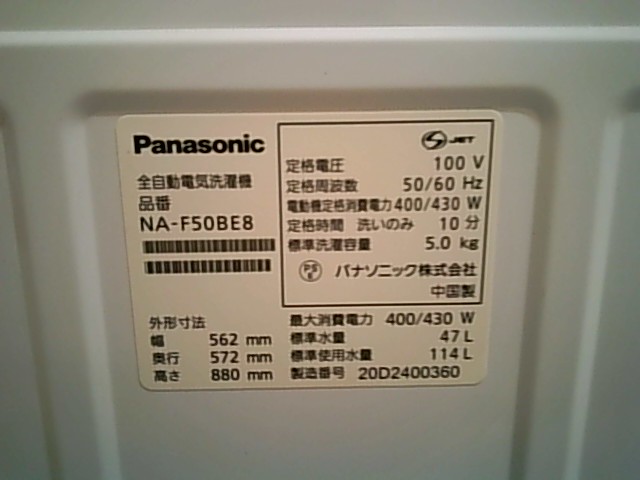 Panasonic
全自動電気洗濯機
品番
NA-F50BE8
JET
定格電圧 100 V
定格周波数 50/60 Hz
電動機定格消費電力 400/430 W
定格時間 洗いのみ 10 分
標準洗濯容量 5.0 kg
PS E パナソニック株式会社
中国製
外形寸法
幅 562 mm
奥行 572 mm
高さ 880 mm
最大消費電力 400/430 W
標準水量 47 L
標準使用水量 114 L
製造番号 20D2400360